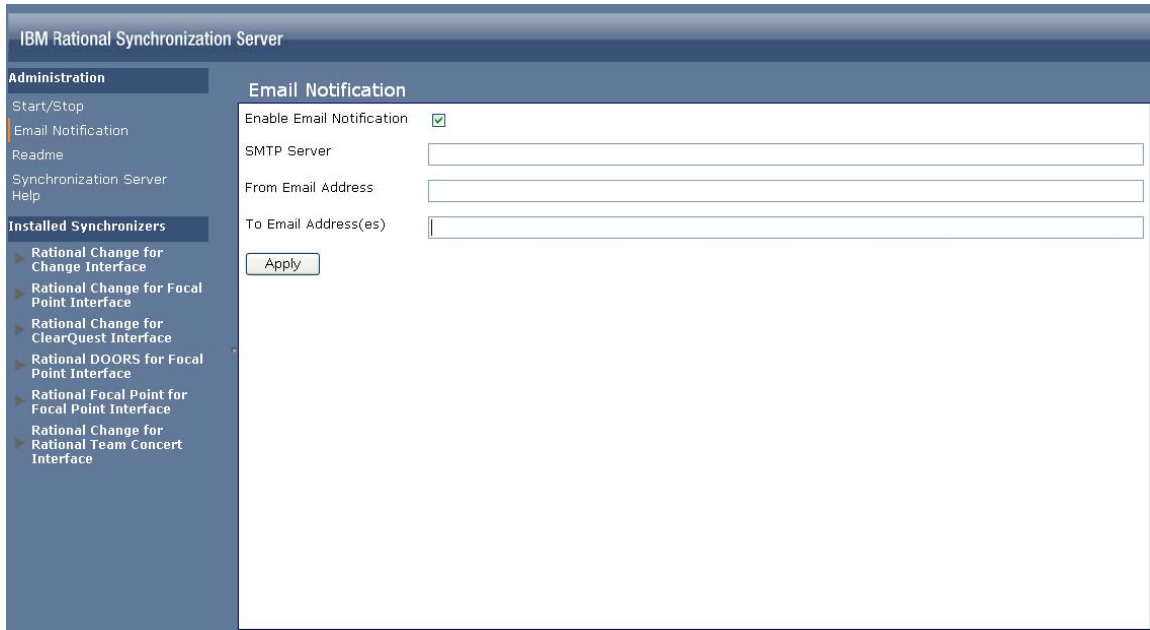 IBM Rational Synchronization Server
Administration
Start/Stop
Email Notification
Readme
Synchronization Server
Help
Installed Synchronizers
Rational Change for
Change Interface
Rational Change for Focal
Point Interface
Rational Change for
ClearQuest Interface
Rational DOORS for Focal
Point Interface
Rational Focal Point for
Focal Point Interface
Rational Change for
Rational Team Concert
Interface
Email Notification
Enable Email Notification
SMTP Server
From Email Address
To Email Address(es)
Apply